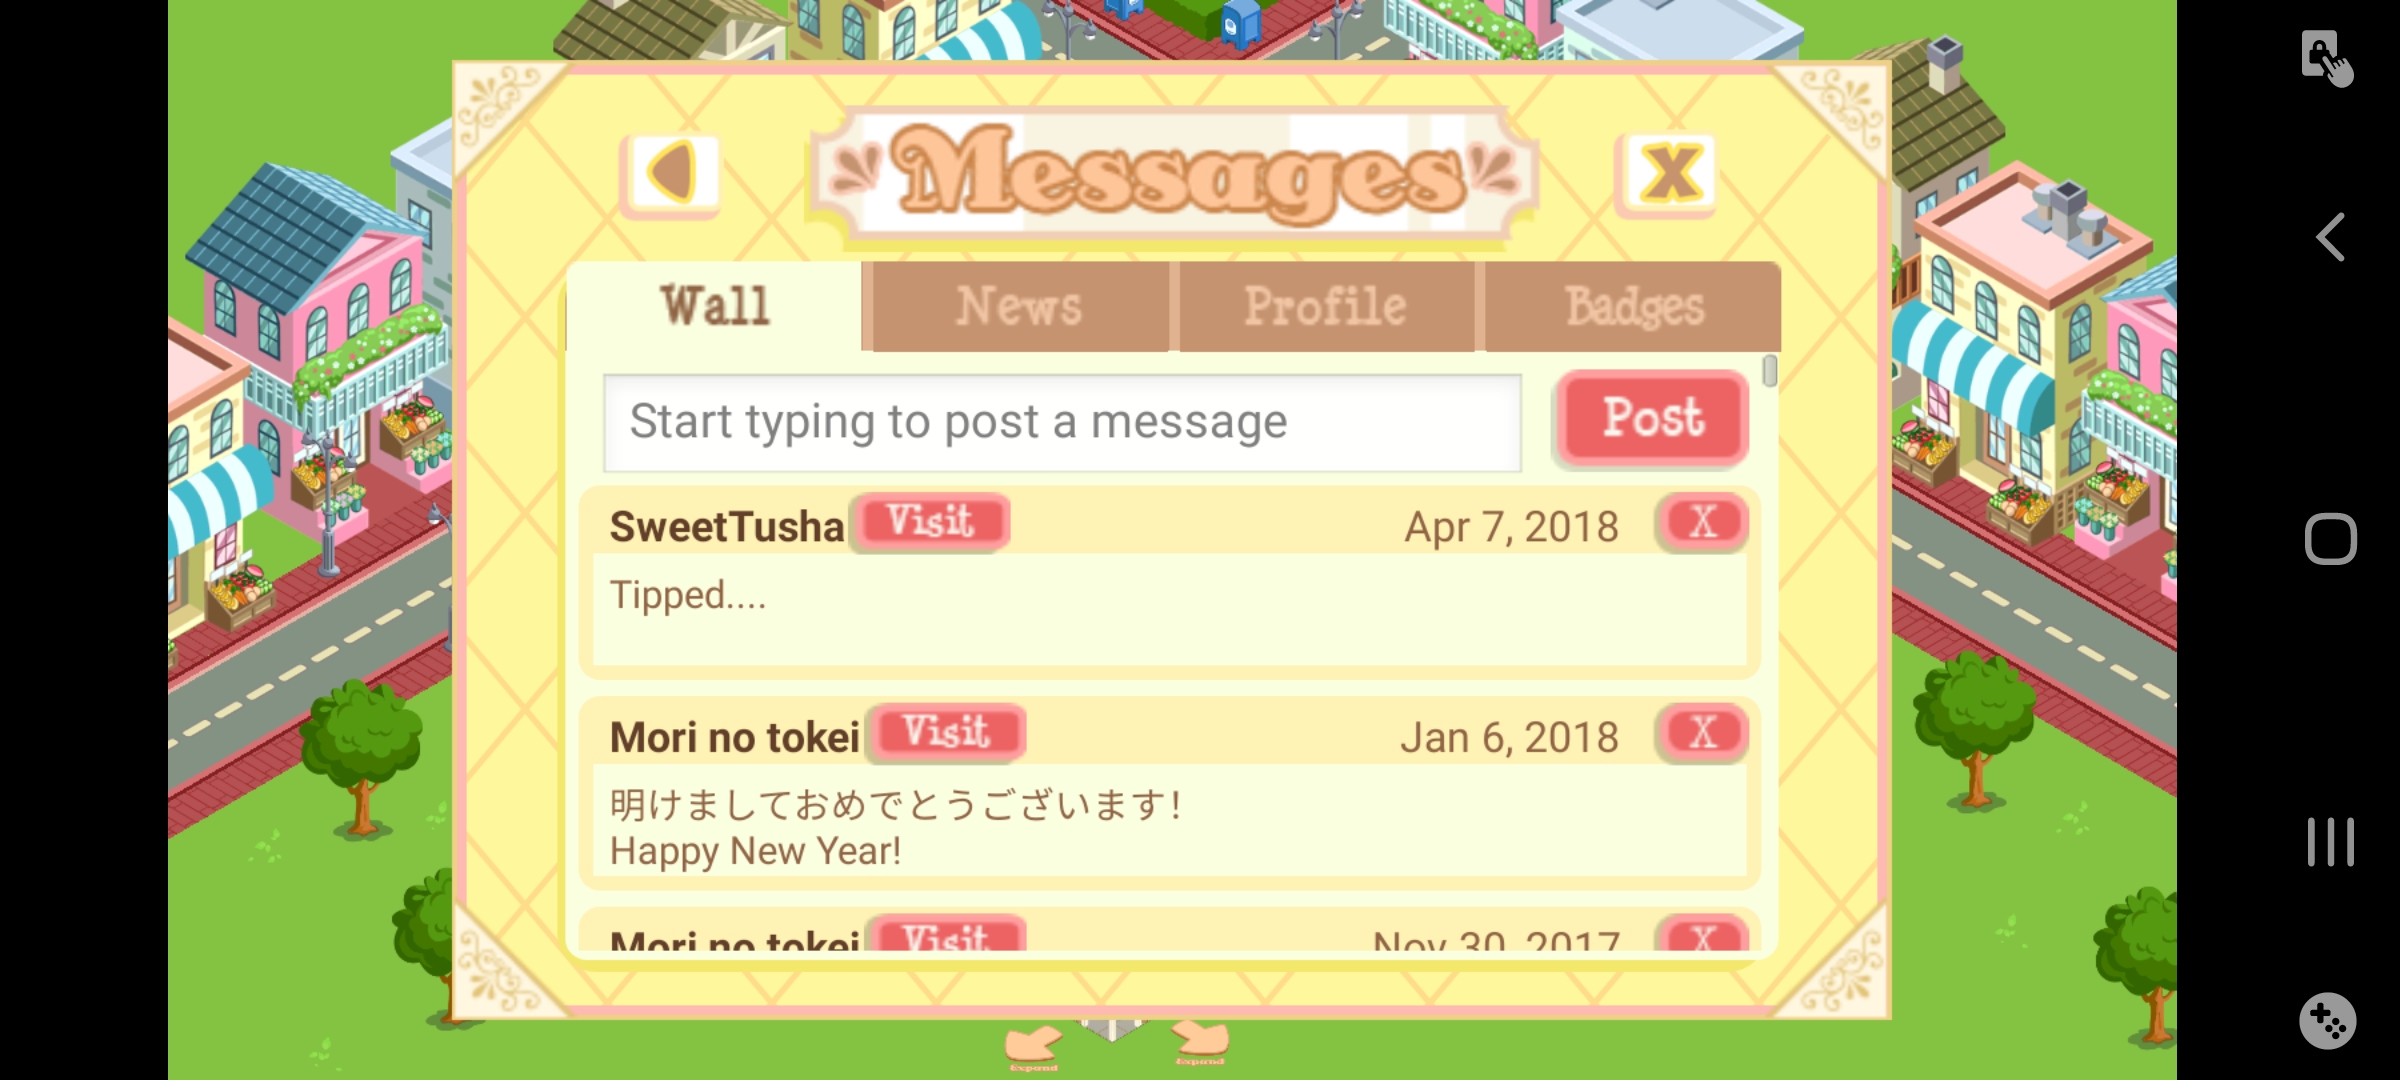 Messages
X
Wall
News
Profile
Badges
Start typing to post a message
Post
SweetTusha
Visit
Apr 7, 2018
X
Tipped....
Mori no tokei
Visit
Jan 6, 2018
X
明けましておめでとうございます!
Happy New Year!
Mori no tokei
Visit
Nov 30, 2017
X
Expand
Expand